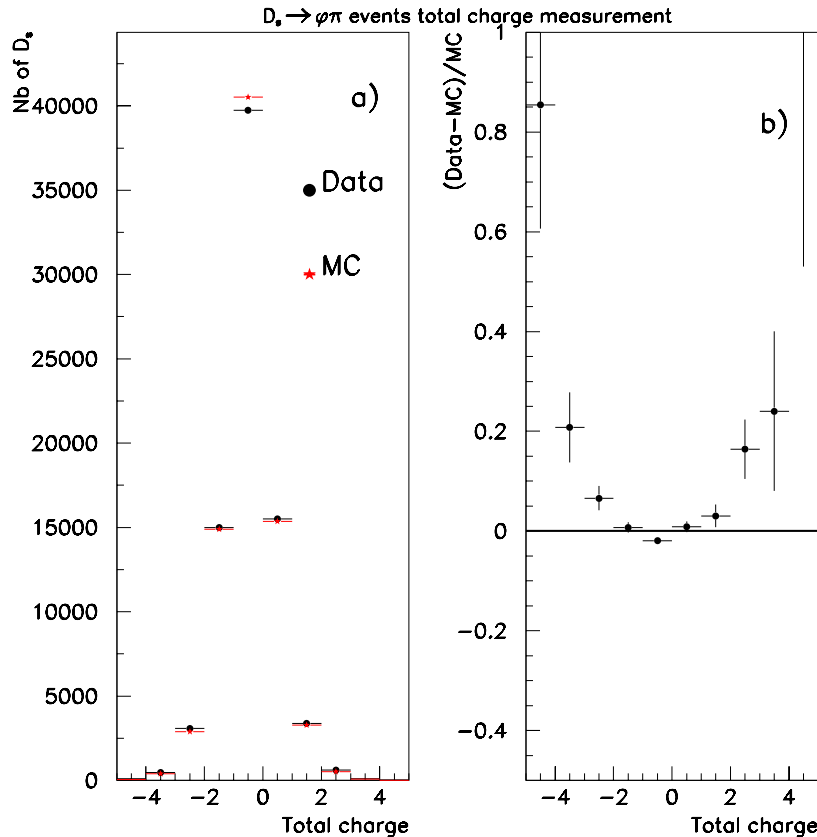 Dₛ → φπ events total charge measurement
Nb of Dₛ
a)
40000
35000
30000
25000
20000
15000
10000
5000
0
Data
MC
−4 −2 0 2 4
Total charge
(Data−MC)/MC
b)
1
0.8
0.6
0.4
0.2
0
−0.2
−0.4
−4 −2 0 2 4
Total charge